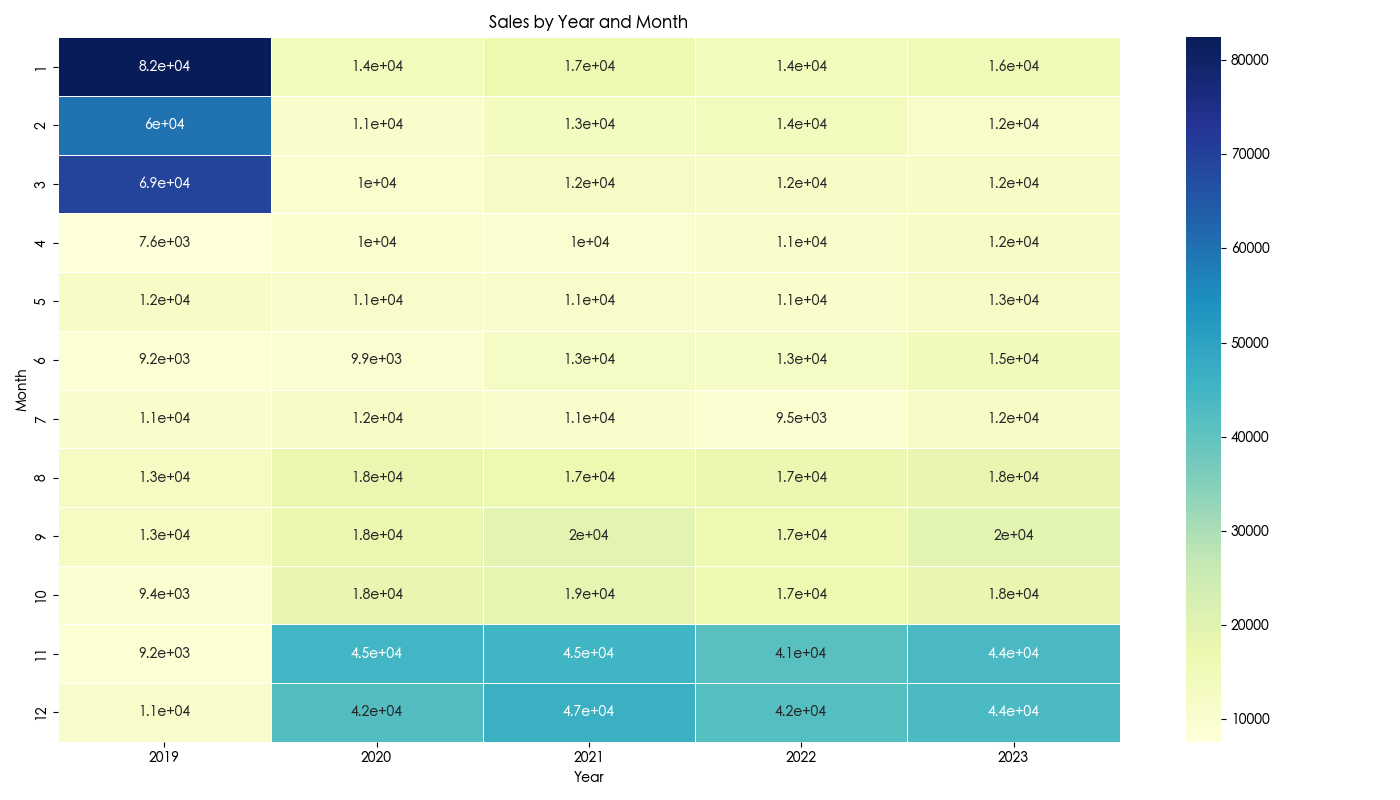 Sales by Year and Month
1 8.2e+04 1.4e+04 1.7e+04 1.4e+04 1.6e+04
2 6e+04 1.1e+04 1.3e+04 1.4e+04 1.2e+04
3 6.9e+04 1e+04 1.2e+04 1.2e+04 1.2e+04
4 7.6e+03 1e+04 1e+04 1.1e+04 1.2e+04
5 1.2e+04 1.1e+04 1.1e+04 1.1e+04 1.3e+04
6 9.2e+03 9.9e+03 1.3e+04 1.3e+04 1.5e+04
7 1.1e+04 1.2e+04 1.1e+04 9.5e+03 1.2e+04
8 1.3e+04 1.8e+04 1.7e+04 1.7e+04 1.8e+04
9 1.3e+04 1.8e+04 2e+04 1.7e+04 2e+04
10 9.4e+03 1.8e+04 1.9e+04 1.7e+04 1.8e+04
11 9.2e+03 4.5e+04 4.5e+04 4.1e+04 4.4e+04
12 1.1e+04 4.2e+04 4.7e+04 4.2e+04 4.4e+04
2019 2020 2021 2022 2023
Year
Month
80000
70000
60000
50000
40000
30000
20000
10000